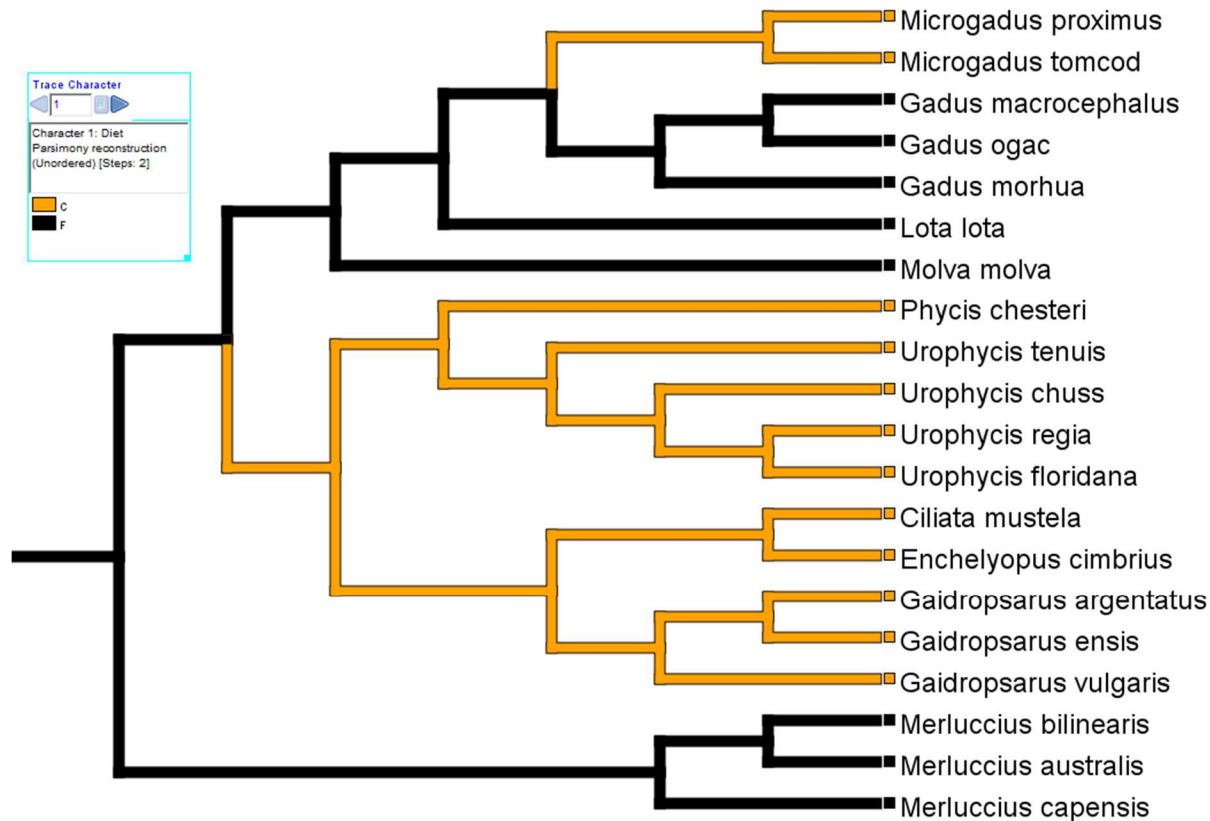 Trace Character
1
Character 1: Diet
Parsimony reconstruction
(Unordered) [Steps: 2]
C
F
Microgadus proximus
Microgadus tomcod
Gadus macrocephalus
Gadus ogac
Gadus morhua
Lota lota
Molva molva
Phycis chesteri
Urophycis tenuis
Urophycis chuss
Urophycis regia
Urophycis floridana
Ciliata mustela
Enchelyopus cimbrius
Gaidropsarus argentatus
Gaidropsarus ensis
Gaidropsarus vulgaris
Merluccius bilinearis
Merluccius australis
Merluccius capensis